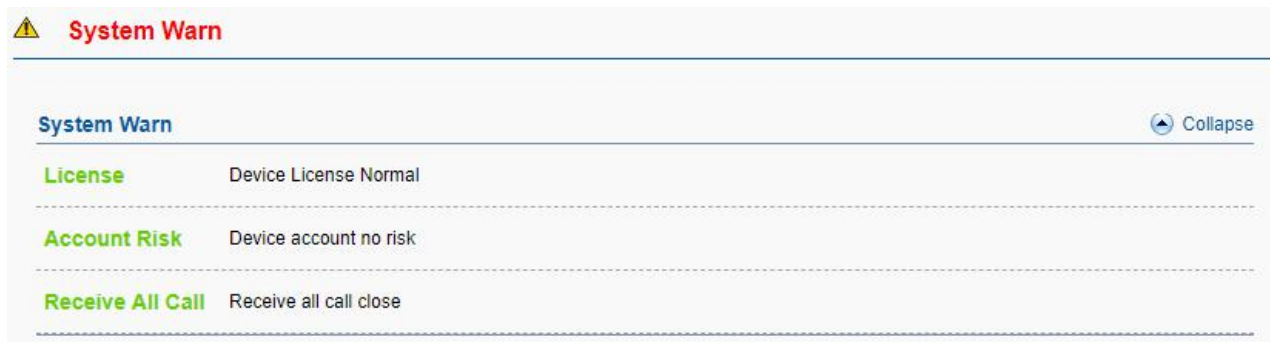 System Warn
System Warn Collapse
License Device License Normal
Account Risk Device account no risk
Receive All Call Receive all call close